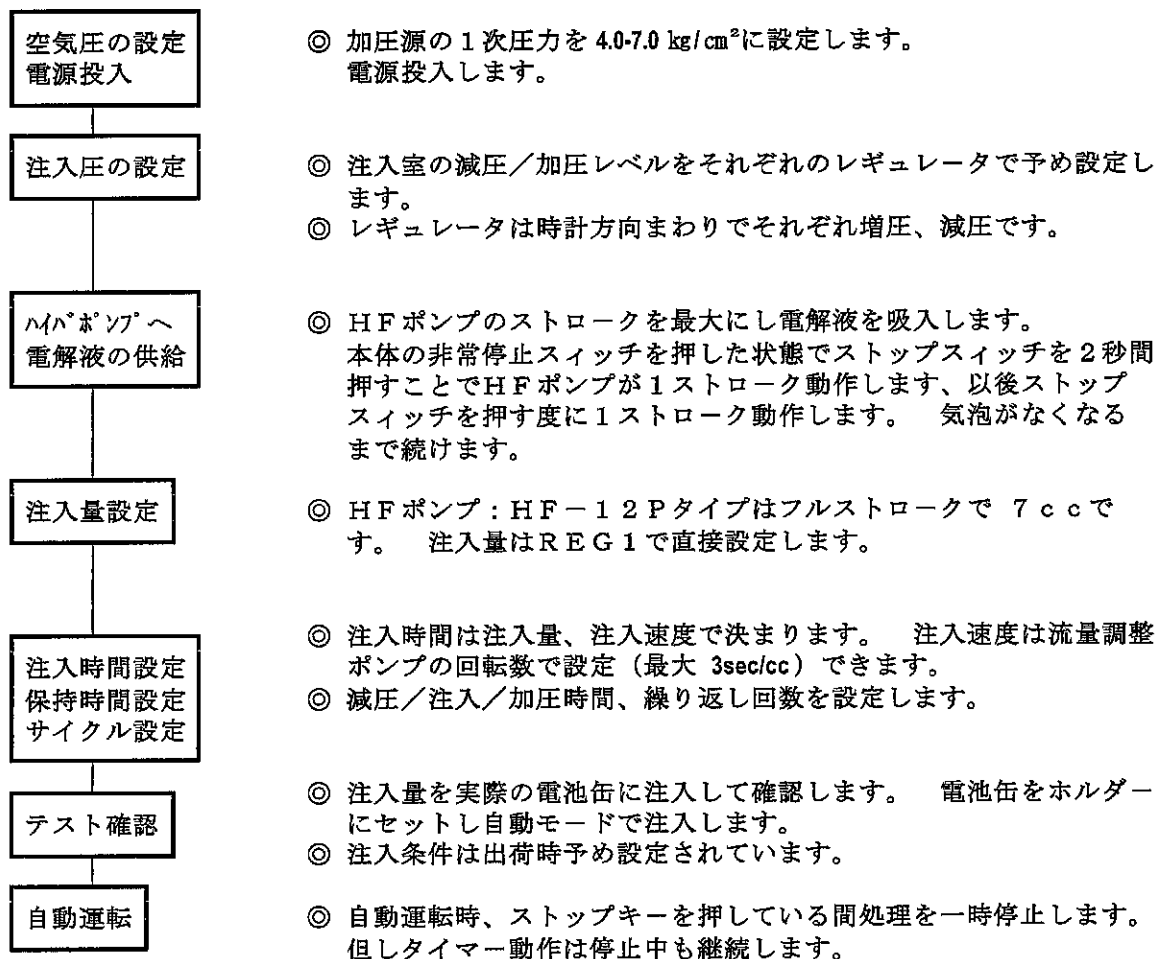 空気圧の設定
電源投入
◎ 加圧源の1次圧力を 4.0-7.0 kg/cm²に設定します。
電源投入します。
注入圧の設定
◎ 注入室の減圧／加圧レベルをそれぞれのレギュレータで予め設定し
ます。
◎ レギュレータは時計方向まわりでそれぞれ増圧、減圧です。
ﾊｲﾊﾞﾎﾟﾝﾌﾟへ
電解液の供給
◎ ＨＦポンプのストロークを最大にし電解液を吸入します。
本体の非常停止スィッチを押した状態でストップスィッチを２秒間
押すことでＨＦポンプが１ストローク動作します、以後ストップ
スィッチを押す度に１ストローク動作します。　気泡がなくなる
まで続けます。
注入量設定
◎ ＨＦポンプ：ＨＦ－１２Ｐタイプはフルストロークで ７ｃｃで
す。　注入量はＲＥＧ１で直接設定します。
注入時間設定
保持時間設定
サイクル設定
◎ 注入時間は注入量、注入速度で決まります。　注入速度は流量調整
ポンプの回転数で設定（最大 3sec/cc）できます。
◎ 減圧／注入／加圧時間、繰り返し回数を設定します。
テスト確認
◎ 注入量を実際の電池缶に注入して確認します。　電池缶をホルダー
にセットし自動モードで注入します。
◎ 注入条件は出荷時予め設定されています。
自動運転
◎ 自動運転時、ストップキーを押している間処理を一時停止します。
但しタイマー動作は停止中も継続します。